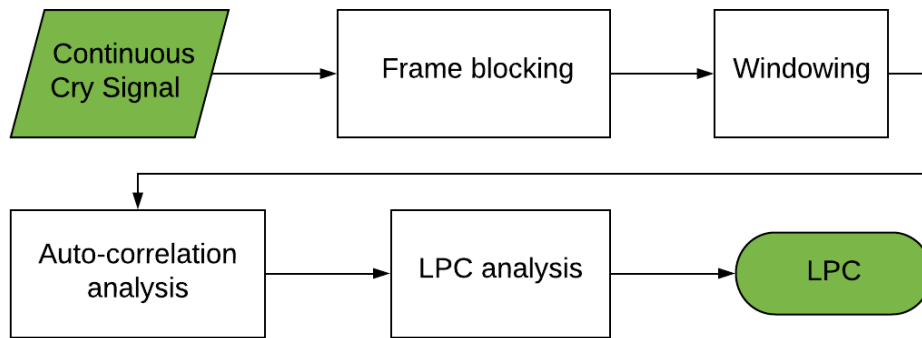 Continuous
Cry Signal
Frame blocking
Windowing
Auto-correlation
analysis
LPC analysis
LPC